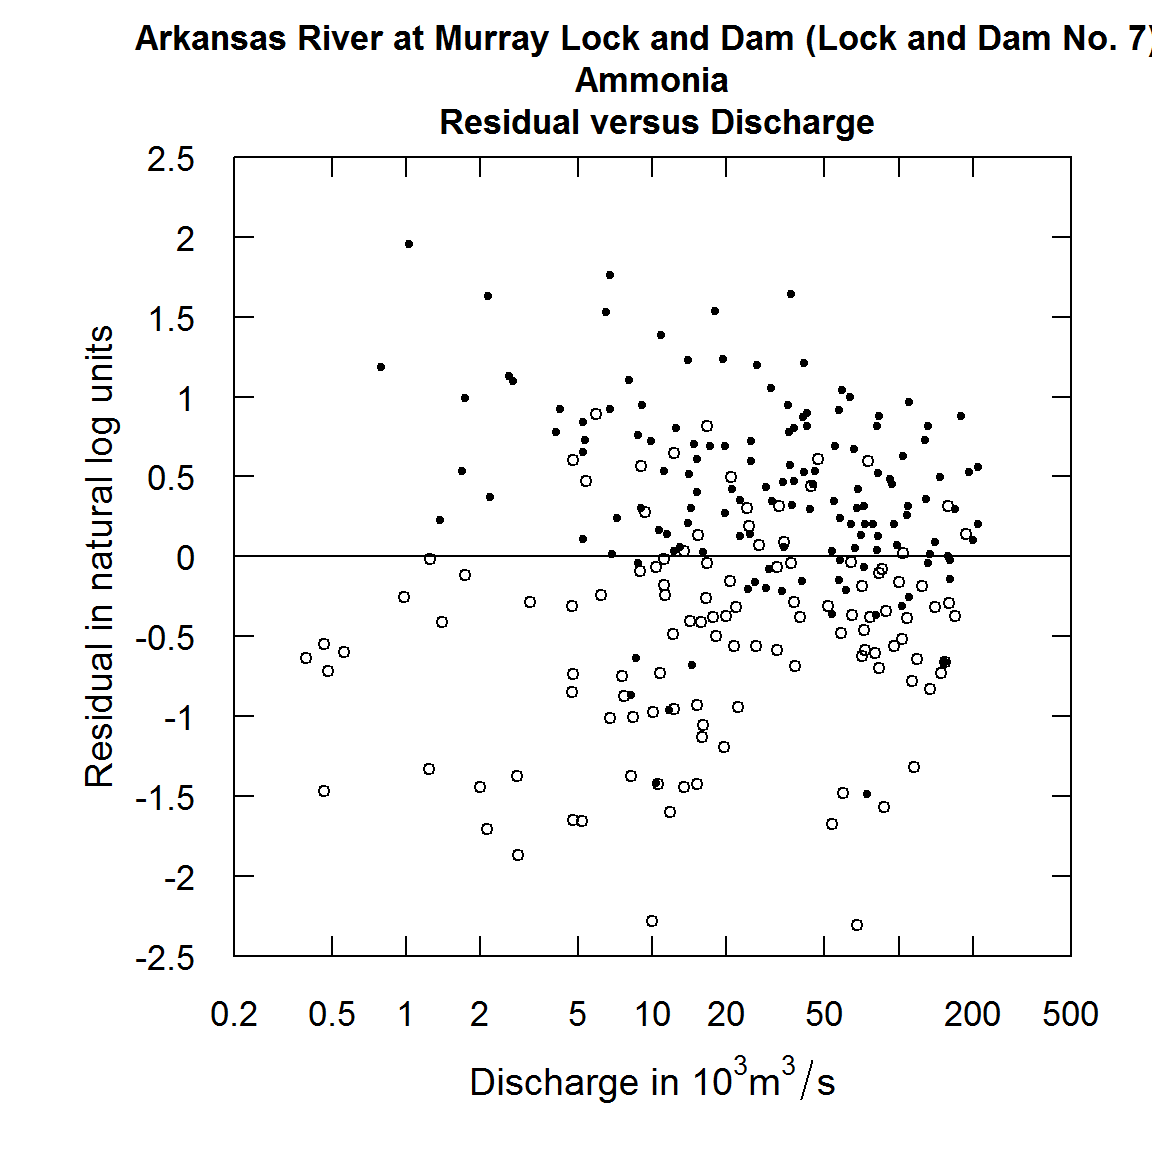 Arkansas River at Murray Lock and Dam (Lock and Dam No. 7)
Ammonia
Residual versus Discharge
2.5
2
1.5
1
0.5
0
-0.5
-1
-1.5
-2
-2.5
Residual in natural log units
0.2 0.5 1 2 5 10 20 50 200 500
Discharge in 10³m³/s